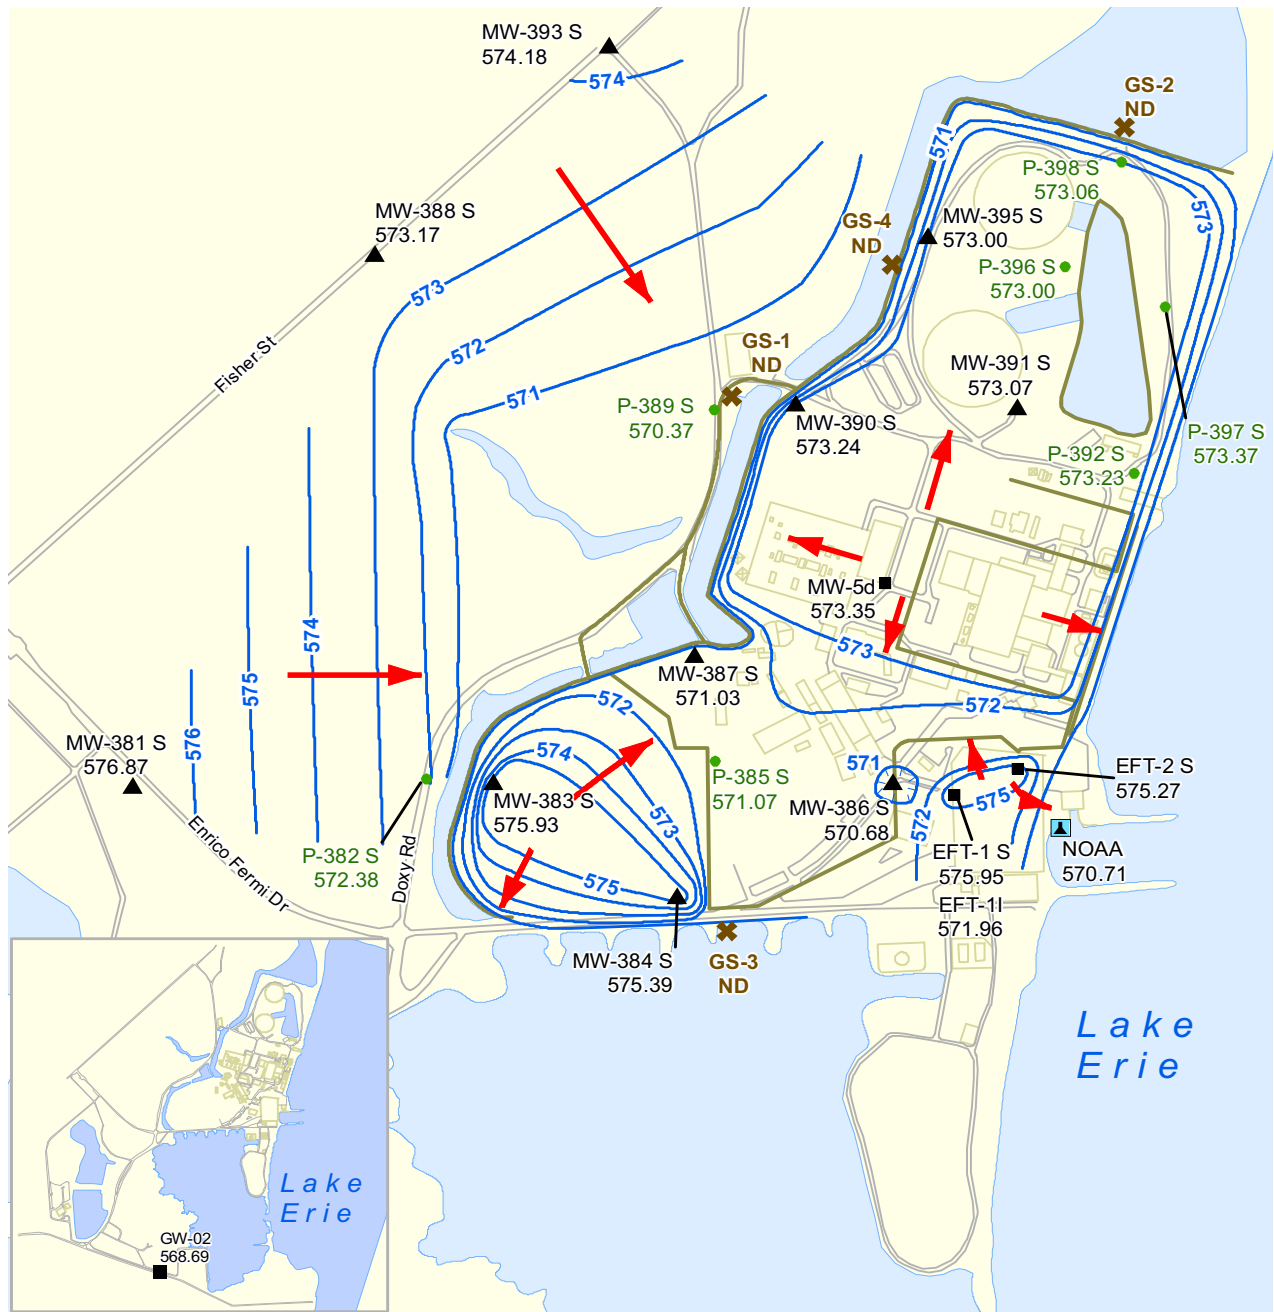 MW-393 S
574.18
574
GS-2
ND
571
P-398 S
573.06
573
MW-388 S
573.17
GS-4
ND
MW-395 S
573.00
P-396 S
573.00
573
572
GS-1
ND
MW-391 S
573.07
Fisher St
571
P-389 S
570.37
MW-390 S
573.24
P-397 S
573.37
P-392 S
573.23
MW-5d
573.35
574
573
575
MW-387 S
571.03
572
572
576
MW-381 S
576.87
574
571
P-385 S
571.07
MW-386 S
570.68
EFT-2 S
575.27
MW-383 S
575.93
575
573
572
NOAA
570.71
P-382 S
572.38
Enrico Fermi Dr
Doxy Rd
575
EFT-1 S
575.95
EFT-1I
571.96
MW-384 S
575.39
GS-3
ND
Lake
Erie
Lake
Erie
GW-02
568.69